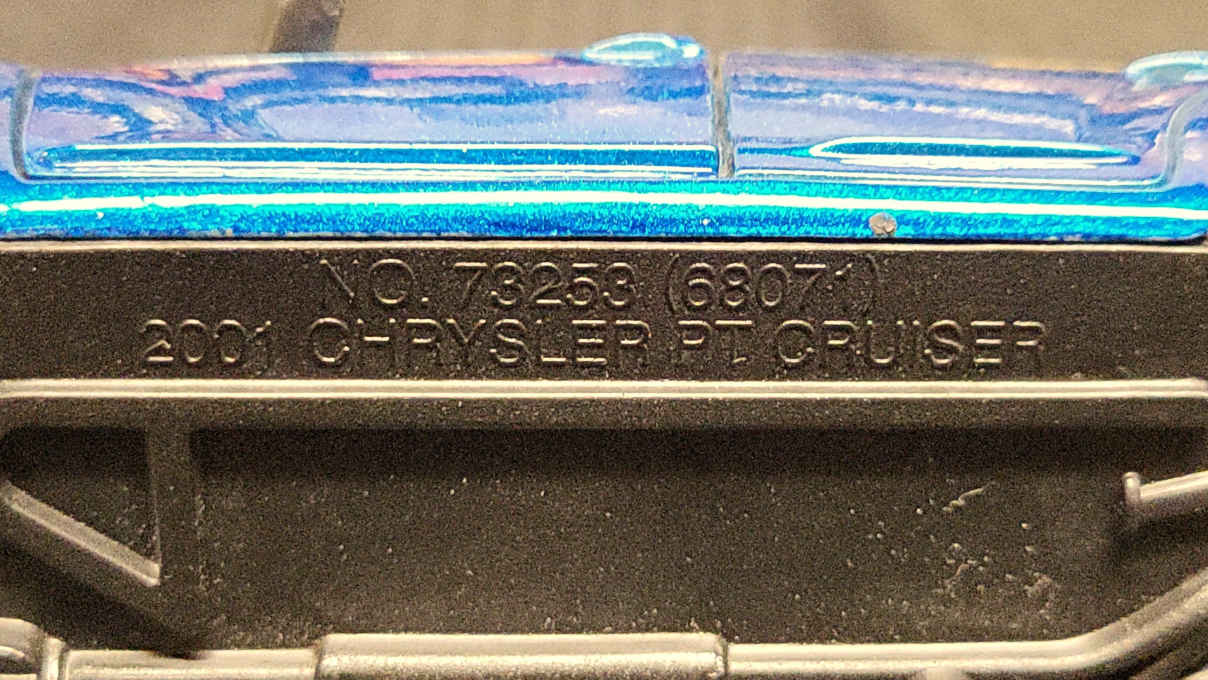 NO. 73253 (68071)
2001 CHRYSLER PT CRUISER